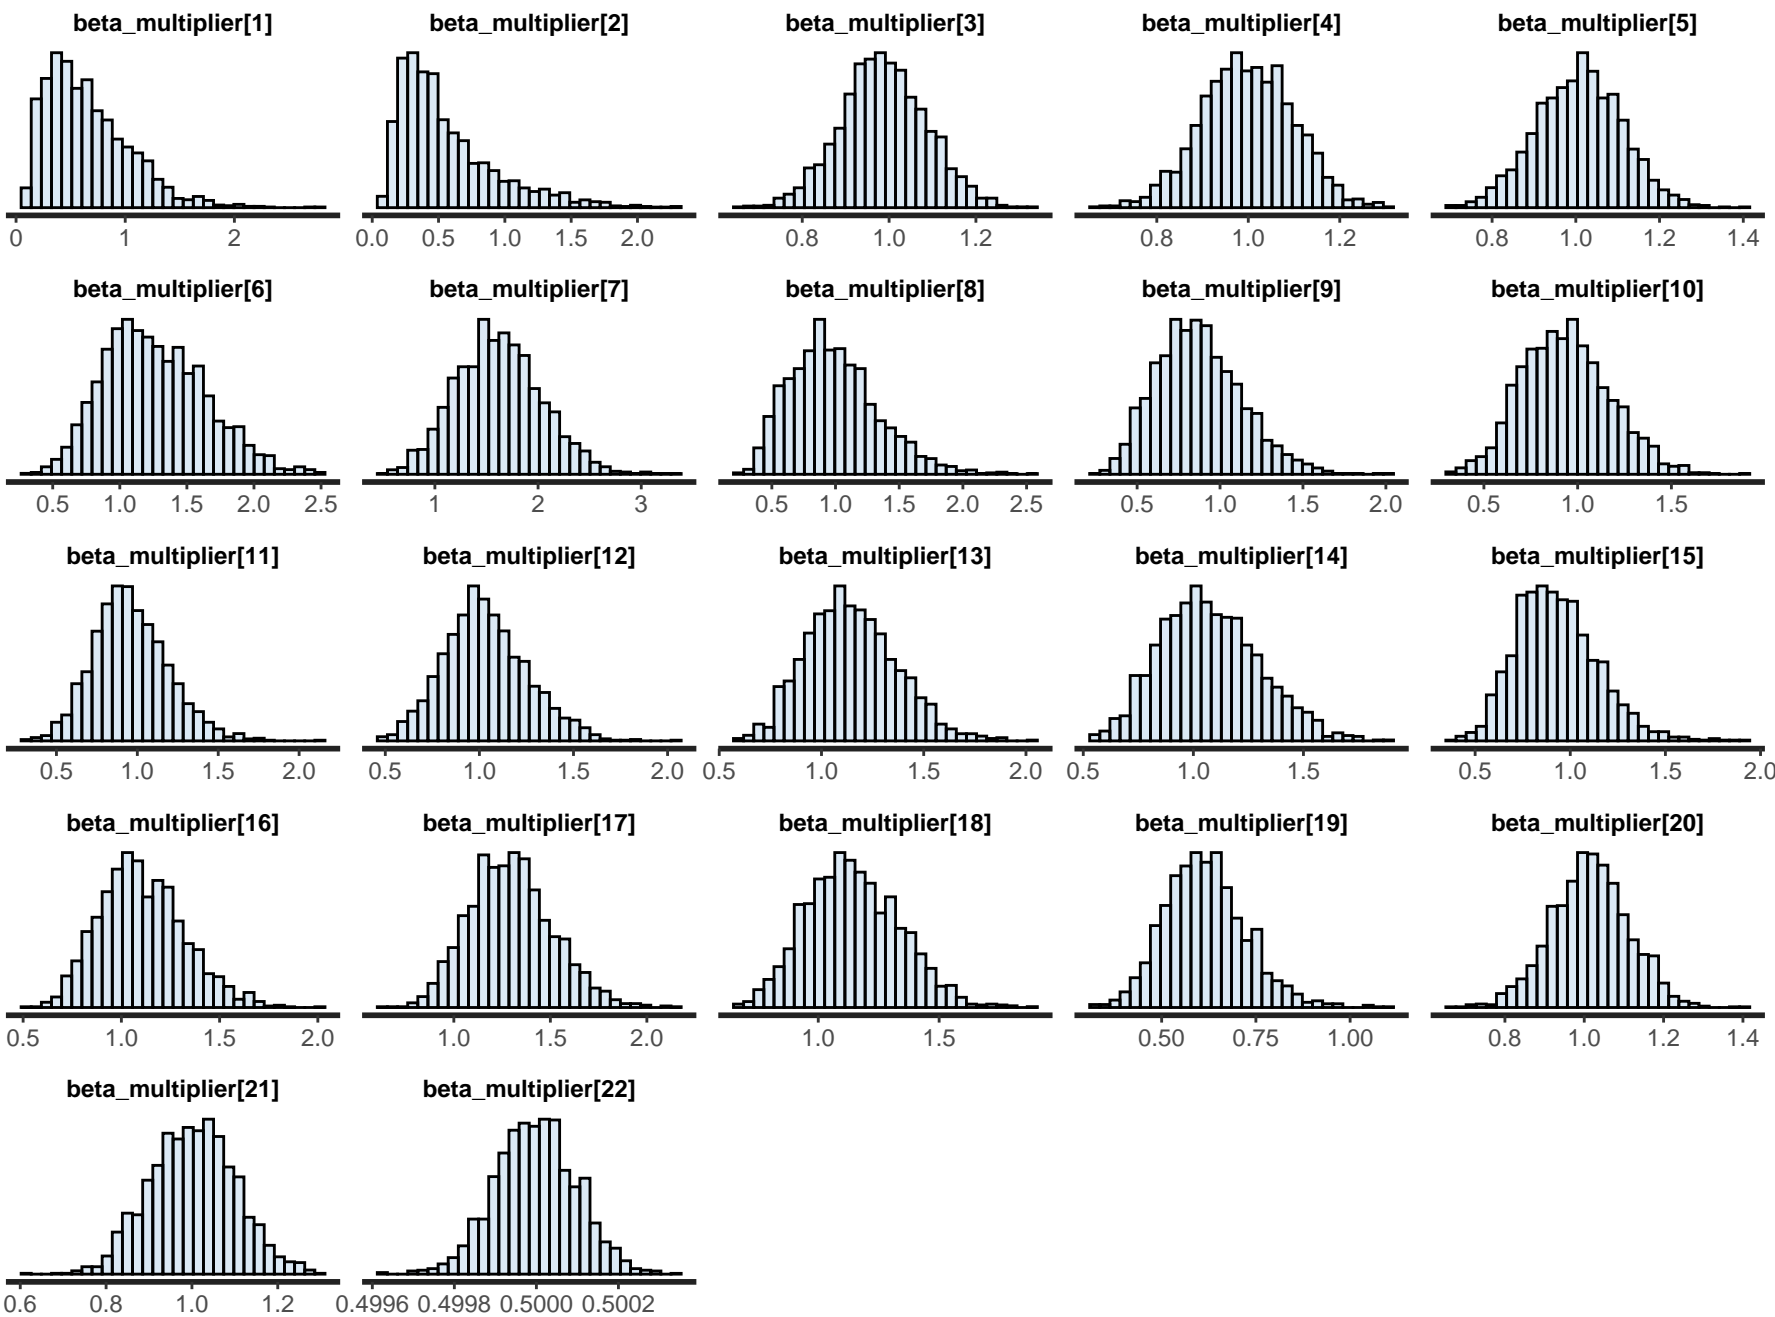 beta_multiplier[1] beta_multiplier[2] beta_multiplier[3] beta_multiplier[4] beta_multiplier[5]
0 1 2 0.0 0.5 1.0 1.5 2.0 0.8 1.0 1.2 0.8 1.0 1.2 0.8 1.0 1.2 1.4
beta_multiplier[6] beta_multiplier[7] beta_multiplier[8] beta_multiplier[9] beta_multiplier[10]
0.5 1.0 1.5 2.0 2.5 1 2 3 0.5 1.0 1.5 2.0 2.5 0.5 1.0 1.5 2.0 0.5 1.0 1.5
beta_multiplier[11] beta_multiplier[12] beta_multiplier[13] beta_multiplier[14] beta_multiplier[15]
0.5 1.0 1.5 2.0 0.5 1.0 1.5 2.0 0.5 1.0 1.5 2.0 0.5 1.0 1.5 0.5 1.0 1.5 2.0
beta_multiplier[16] beta_multiplier[17] beta_multiplier[18] beta_multiplier[19] beta_multiplier[20]
0.5 1.0 1.5 2.0 1.0 1.5 2.0 1.0 1.5 0.50 0.75 1.00 0.8 1.0 1.2 1.4
beta_multiplier[21] beta_multiplier[22]
0.6 0.8 1.0 1.2 0.4996 0.4998 0.5000 0.5002